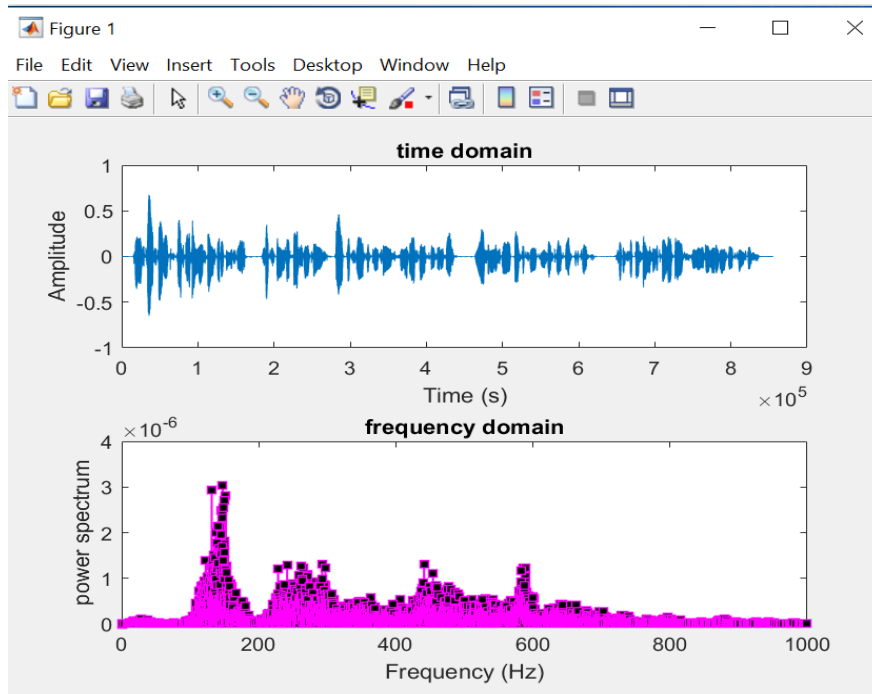 Figure 1
File Edit View Insert Tools Desktop Window Help
time domain
Amplitude
1
0.5
0
-0.5
-1
0 1 2 3 4 5 6 7 8 9
Time (s)
×10^5
frequency domain
×10^-6
power spectrum
4
3
2
1
0
0 200 400 600 800 1000
Frequency (Hz)